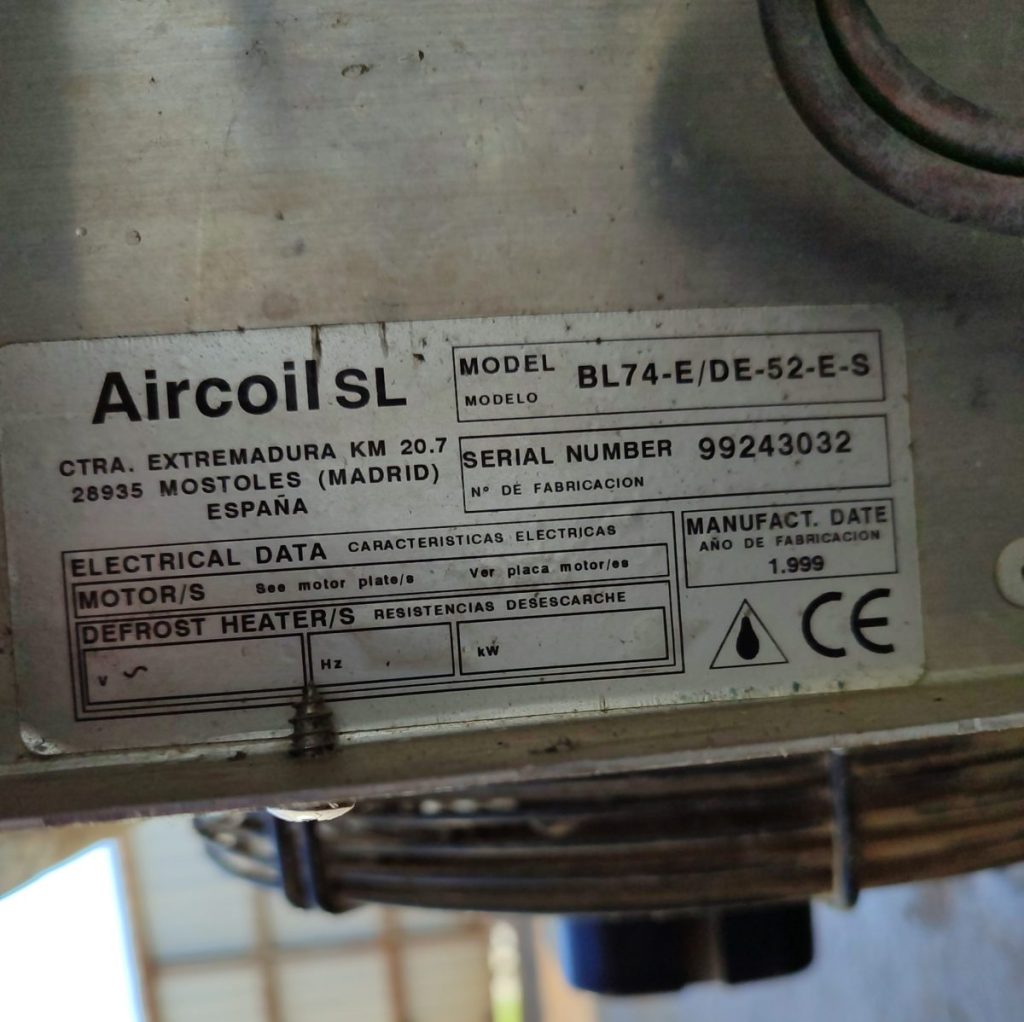 Aircoil SL
CTRA. EXTREMADURA KM 20.7
28935 MOSTOLES (MADRID)
ESPAÑA
MODEL BL74-E/DE-52-E-S
MODELO
SERIAL NUMBER 99243032
Nº DE FABRICACION
MANUFACT. DATE
AÑO DE FABRICACION
1.999
ELECTRICAL DATA CARACTERISTICAS ELECTRICAS
MOTOR/S See motor plate/s Ver placa motor/es
DEFROST HEATER/S RESISTENCIAS DESESCARCHE
V ~ Hz kW
CE